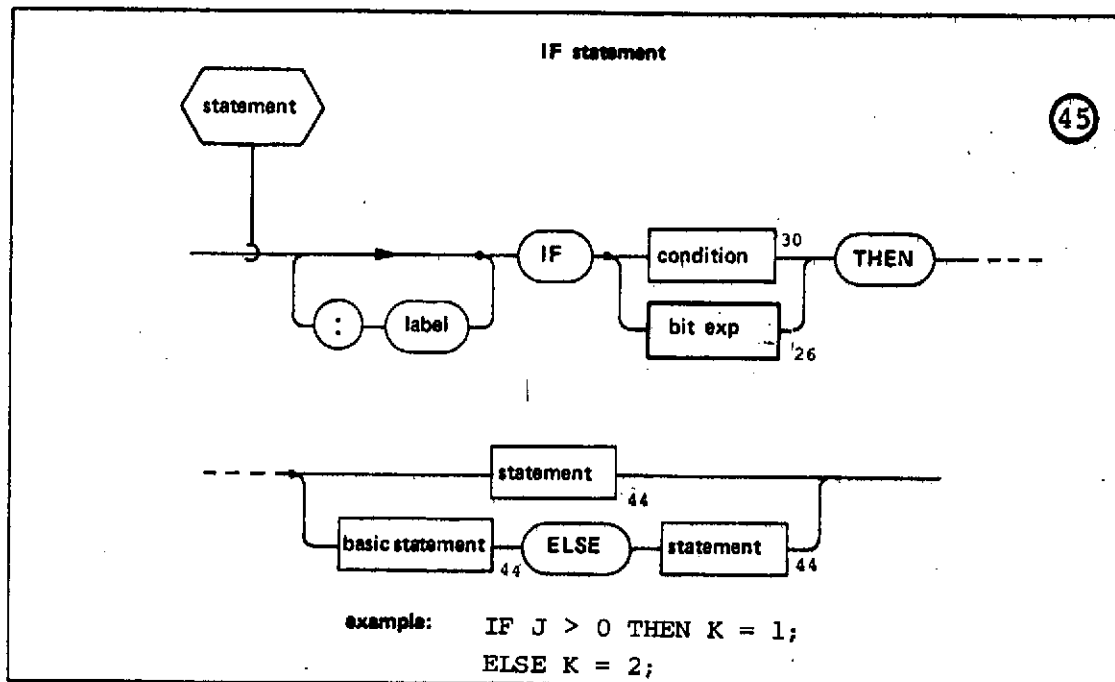 IF statement
statement
45
IF
condition
30
THEN
:
label
bit exp
26
statement
44
basic statement
44
ELSE
statement
44
example: IF J > 0 THEN K = 1;
ELSE K = 2;